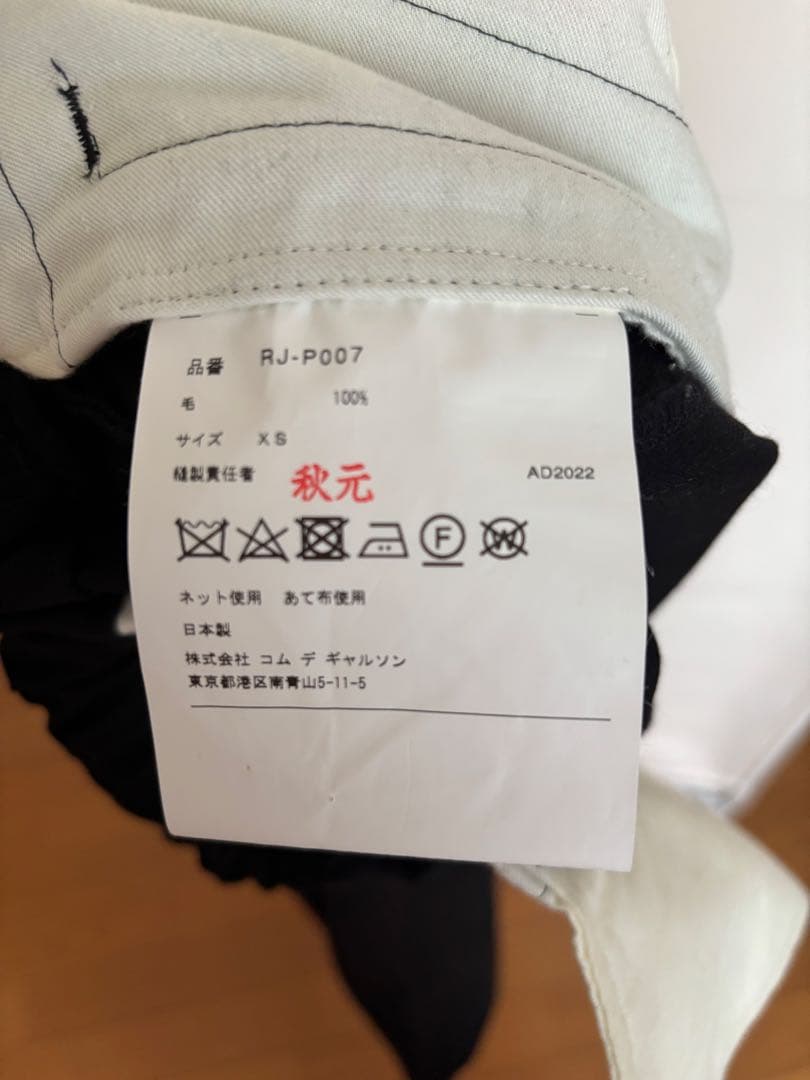 品番 RJ-P007
毛 100%
サイズ XS
縫製責任者 秋元 AD2022
F W
ネット使用 あて布使用
日本製
株式会社 コム デ ギャルソン
東京都港区南青山5-11-5